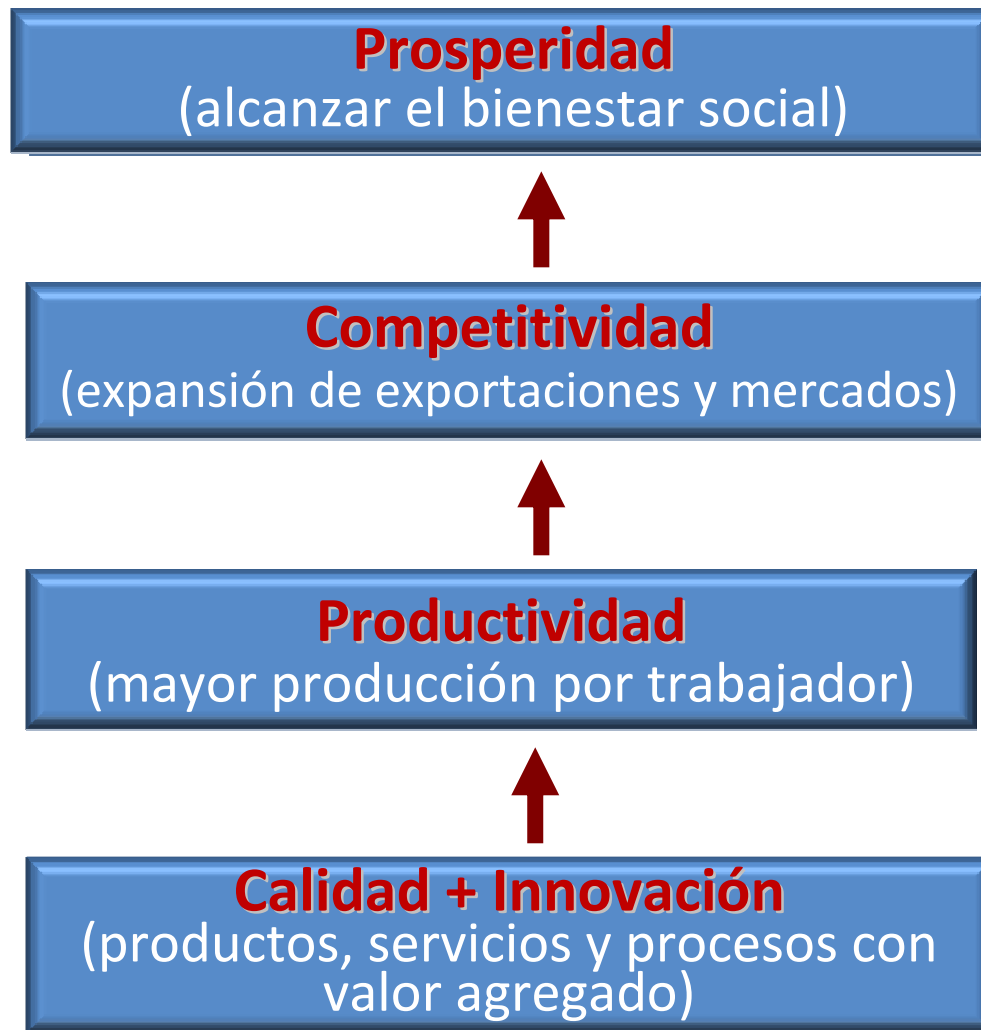 Prosperidad
(alcanzar el bienestar social)
Competitividad
(expansión de exportaciones y mercados)
Productividad
(mayor producción por trabajador)
Calidad + Innovación
(productos, servicios y procesos con
valor agregado)